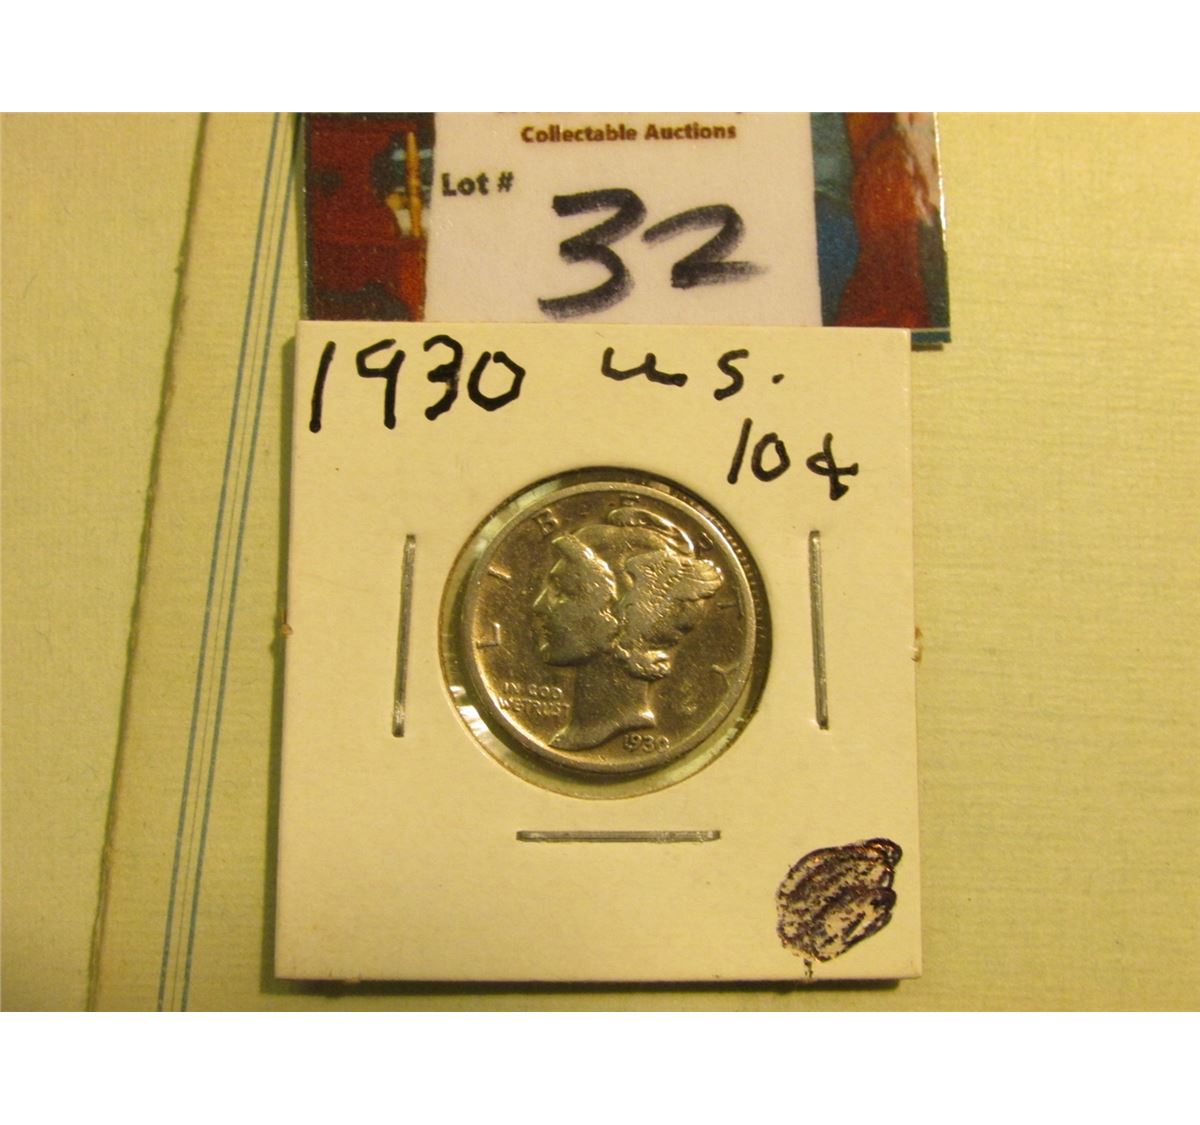 Collectable Auctions
Lot # 32
1930 U.S.
10¢
LIBERTY
IN GOD
WE TRUST
1930